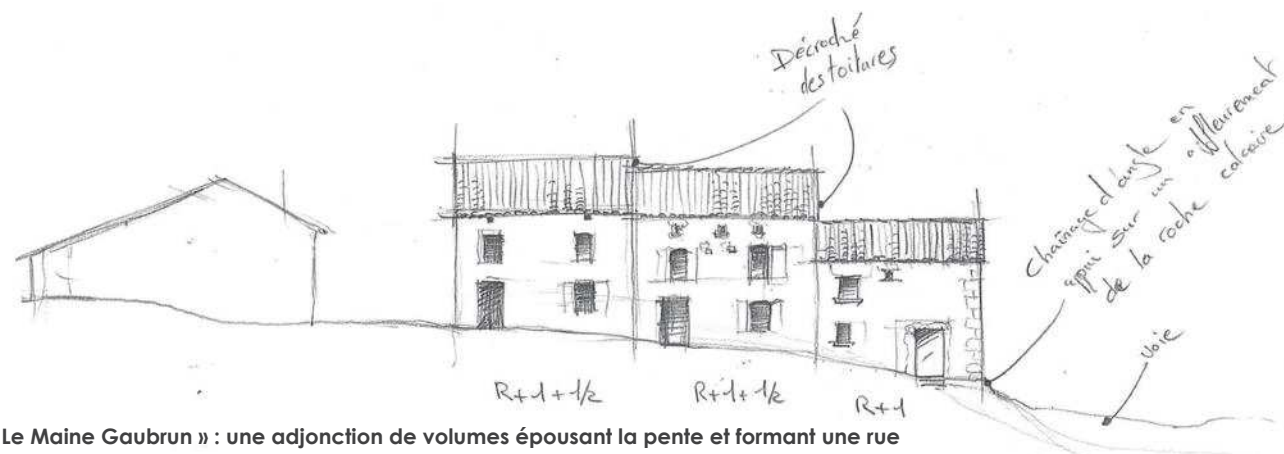 Décroché
des toitures
Chaînage d'angle en
appui sur un affleurement
de la roche calcaire
voie
R+1+1/2
R+1+1/2
R+1
Le Maine Gaubrun » : une adjonction de volumes épousant la pente et formant une rue